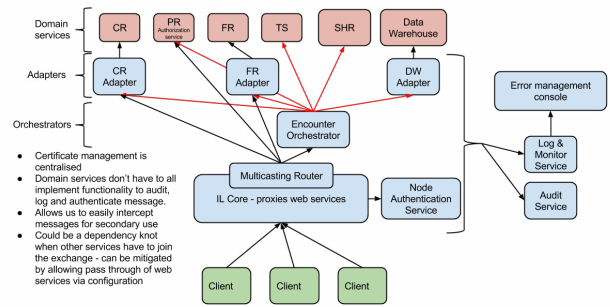 Domain
services
CR
PR
Authorization
service
FR
TS
SHR
Data
Warehouse
Adapters
CR
Adapter
FR
Adapter
DW
Adapter
Error management
console
Orchestrators
Encounter
Orchestrator
Log &
Monitor
Service
Multicasting Router
IL Core - proxies web services
Node
Authentication
Service
Audit
Service
● Certificate management is
centralised
● Domain services don't have to all
implement functionality to audit,
log and authenticate message.
● Allows us to easily intercept
messages for secondary use
● Could be a dependency knot
when other services have to join
the exchange - can be mitigated
by allowing pass through of web
services via configuration
Client
Client
Client